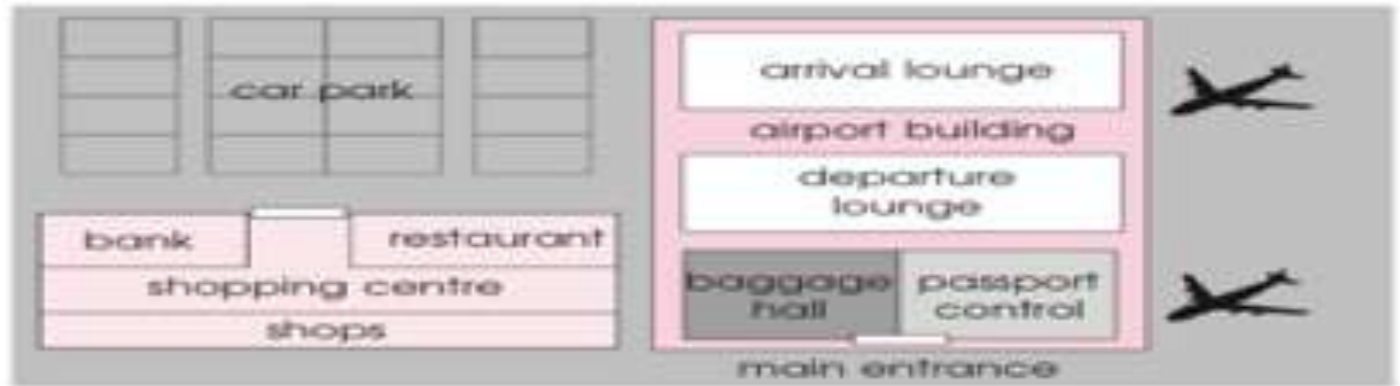 car park
bank
restaurant
shopping centre
shops
arrival lounge
airport building
departure
lounge
baggage
hall
passport
control
main entrance